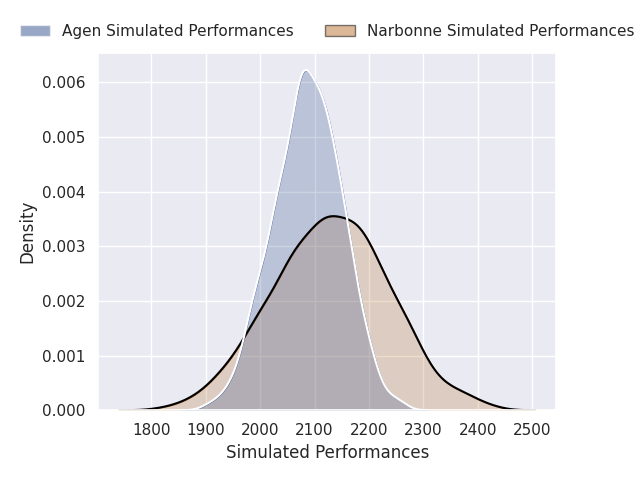 Agen Simulated Performances
Narbonne Simulated Performances
0.006
0.005
0.004
0.003
0.002
0.001
0.000
Density
1800 1900 2000 2100 2200 2300 2400 2500
Simulated Performances